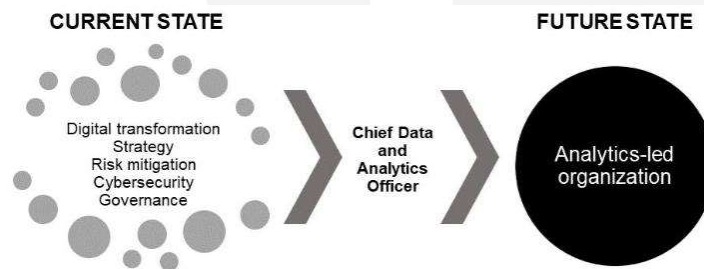 CURRENT STATE
FUTURE STATE
Digital transformation
Strategy
Risk mitigation
Cybersecurity
Governance
Chief Data
and
Analytics
Officer
Analytics-led
organization